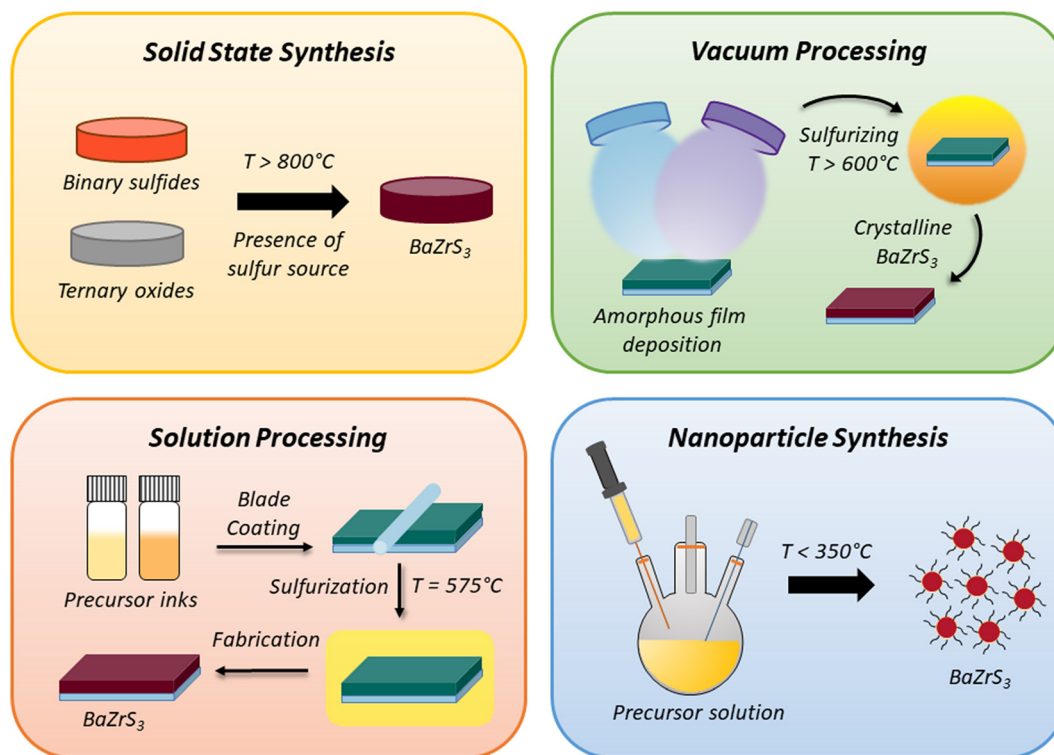 Solid State Synthesis
Binary sulfides
Ternary oxides
T > 800°C
Presence of
sulfur source
BaZrS₃
Vacuum Processing
Sulfurizing
T > 600°C
Crystalline
BaZrS₃
Amorphous film
deposition
Solution Processing
Precursor inks
Blade
Coating
Sulfurization
T = 575°C
Fabrication
BaZrS₃
Nanoparticle Synthesis
Precursor solution
T < 350°C
BaZrS₃